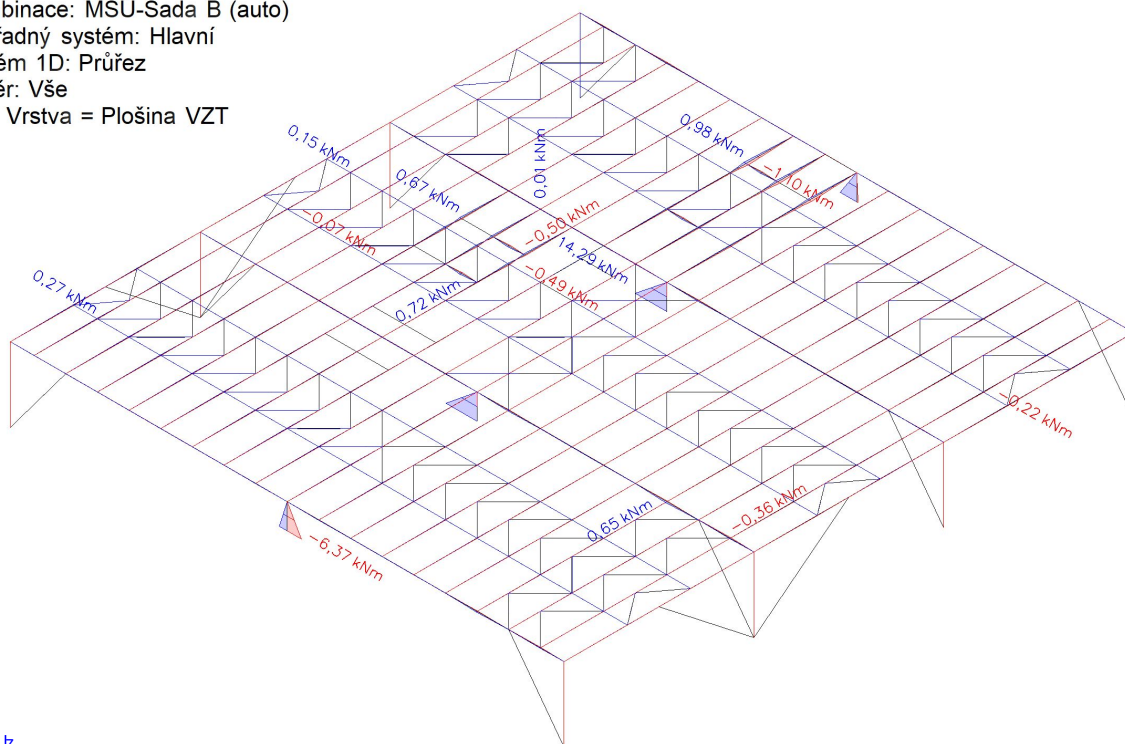 binace: MSÚ-Sada B (auto)
řadný systém: Hlavní
ém 1D: Průřez
ěr: Vše
Vrstva = Plošina VZT
0,15 kNm
0,98 kNm
0,01 kNm
-1,10 kNm
0,67 kNm
-0,07 kNm
-0,50 kNm
14,29 kNm
-0,49 kNm
0,27 kNm
0,72 kNm
-0,22 kNm
-0,36 kNm
0,65 kNm
-6,37 kNm